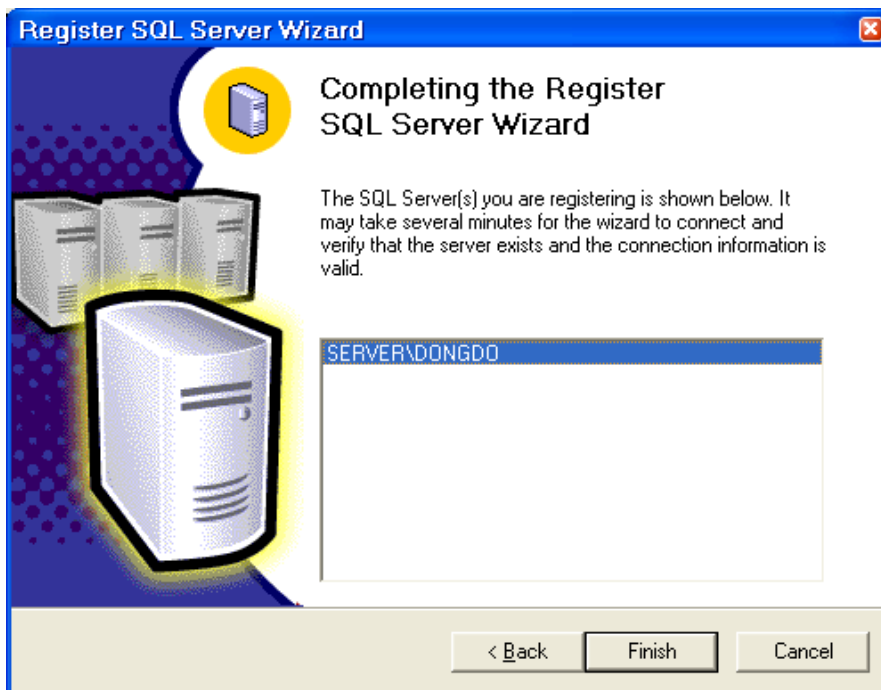 Register SQL Server Wizard
Completing the Register
SQL Server Wizard
The SQL Server(s) you are registering is shown below. It
may take several minutes for the wizard to connect and
verify that the server exists and the connection information is
valid.
SERVER\DONGDO
< Back
Finish
Cancel